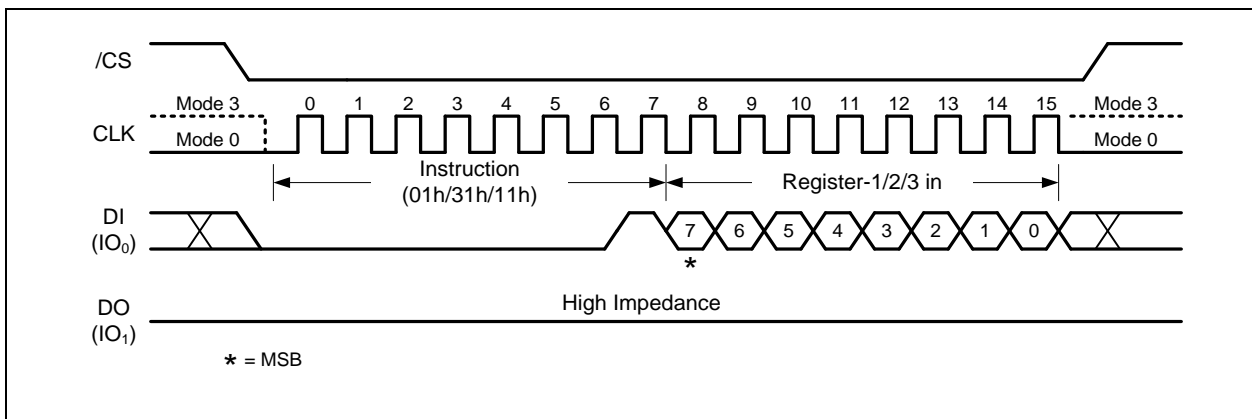 /CS
Mode 3 0 1 2 3 4 5 6 7 8 9 10 11 12 13 14 15 Mode 3
CLK
Mode 0 Mode 0
Instruction
(01h/31h/11h)
Register-1/2/3 in
DI
(IO₀)
7 6 5 4 3 2 1 0
*
High Impedance
DO
(IO₁)
* = MSB